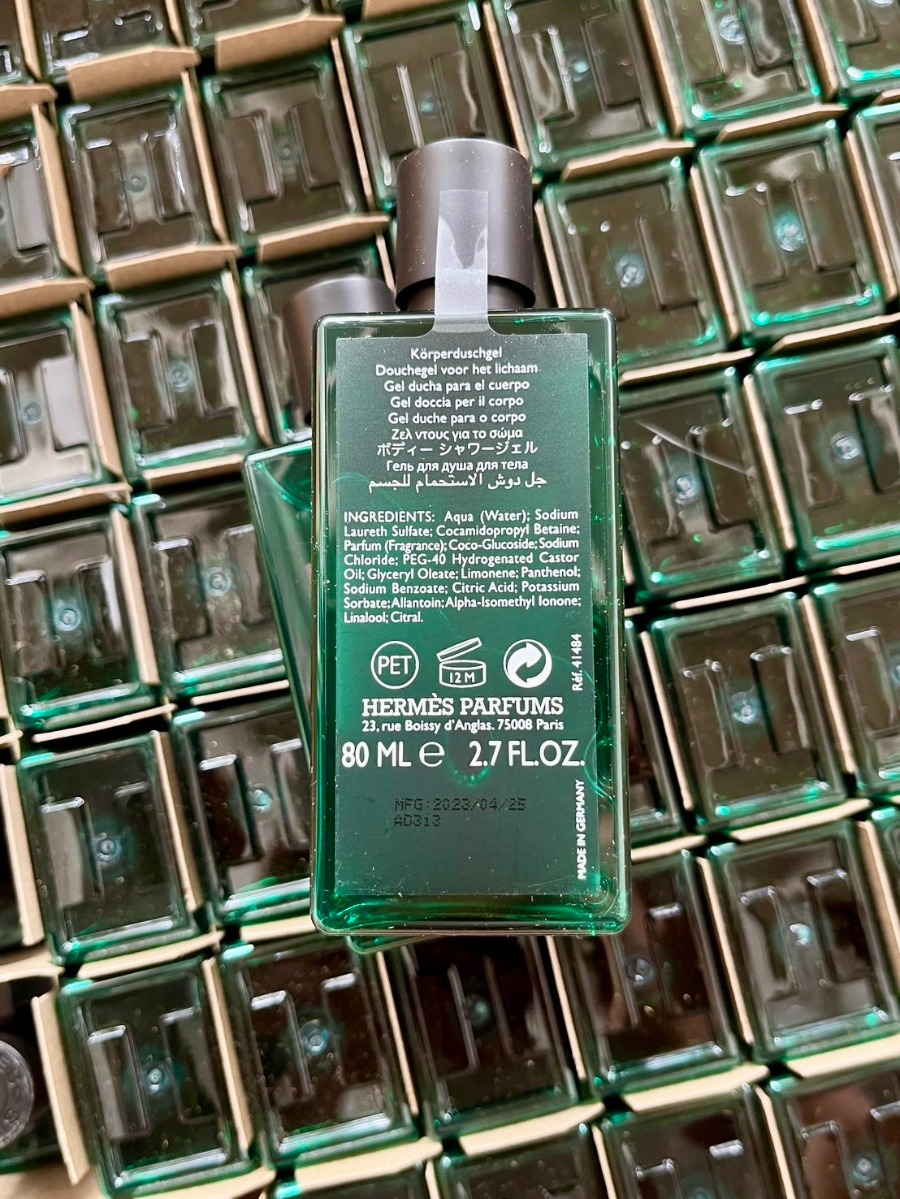 Körperduschgel
Douchegel voor het lichaam
Gel ducha para el cuerpo
Gel doccia per il corpo
Gel duche para o corpo
Ζελ ντους για το σώμα
ボディー シャワージェル
Гель для душа для тела
جل دوش الاستحمام للجسم
INGREDIENTS: Aqua (Water); Sodium
Laureth Sulfate; Cocamidopropyl Betaine;
Parfum (Fragrance); Coco-Glucoside; Sodium
Chloride; PEG-40 Hydrogenated Castor
Oil; Glyceryl Oleate; Limonene; Panthenol;
Sodium Benzoate; Citric Acid; Potassium
Sorbate; Allantoin; Alpha-Isomethyl Ionone;
Linalool; Citral.
PET
12 M
Réf. 41484
HERMÈS PARFUMS
23, rue Boissy d'Anglas. 75008 Paris
80 ML e 2.7 FL.OZ.
MFG:2023/04/25
AD313
MADE IN GERMANY